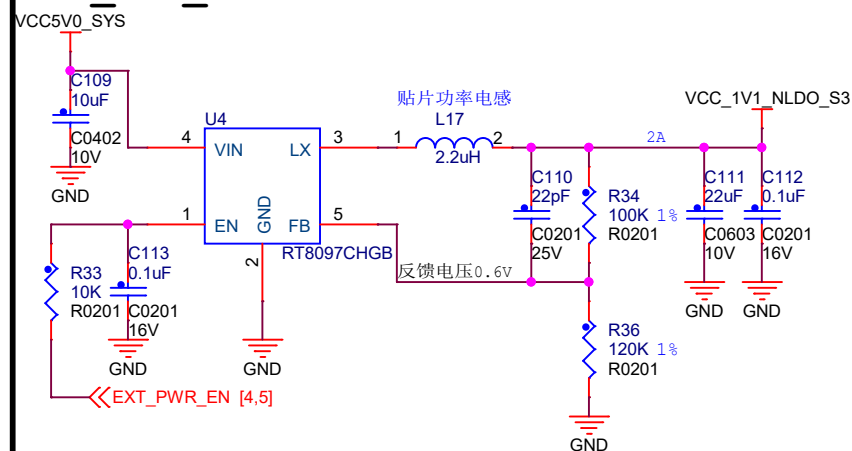 VCC5V0_SYS
C109
10uF
C0402
10V
GND
U4
4
VIN
LX
3
1
EN
GND
FB
5
2
RT8097CHGB
GND
贴片功率电感
L17
1
2
2.2uH
VCC_1V1_NLDO_S3
2A
C110
22pF
C0201
25V
R34
100K 1%
R0201
C111
22uF
C0603
10V
GND
C112
0.1uF
C0201
16V
GND
反馈电压0.6V
R33
10K
R0201
C113
0.1uF
C0201
16V
GND
R36
120K 1%
R0201
GND
EXT_PWR_EN [4,5]